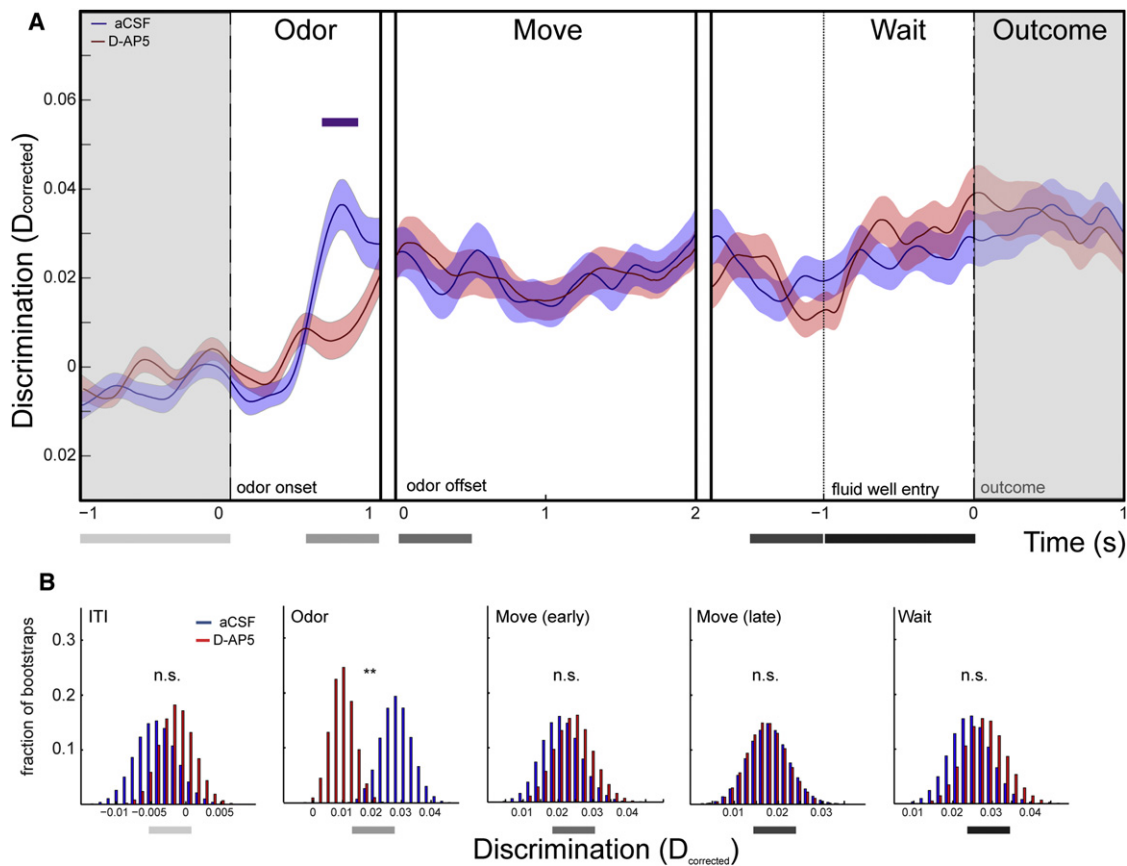 A
aCSF
D-AP5
Odor
Move
Wait
Outcome
Discrimination (Dcorrected)
0.06
0.04
0.02
0
0.02
odor onset
odor offset
fluid well entry
outcome
−1 0 1 0 1 2 −1 0 1
Time (s)
B
ITI
aCSF
D-AP5
Odor
Move (early)
Move (late)
Wait
n.s.
**
n.s.
n.s.
n.s.
fraction of bootstraps
0.3
0.2
0.1
−0.01 −0.005 0 0.005
0 0.01 0.02 0.03 0.04
0.01 0.02 0.03 0.04
0.01 0.02 0.03
0.01 0.02 0.03 0.04
Discrimination (Dcorrected)